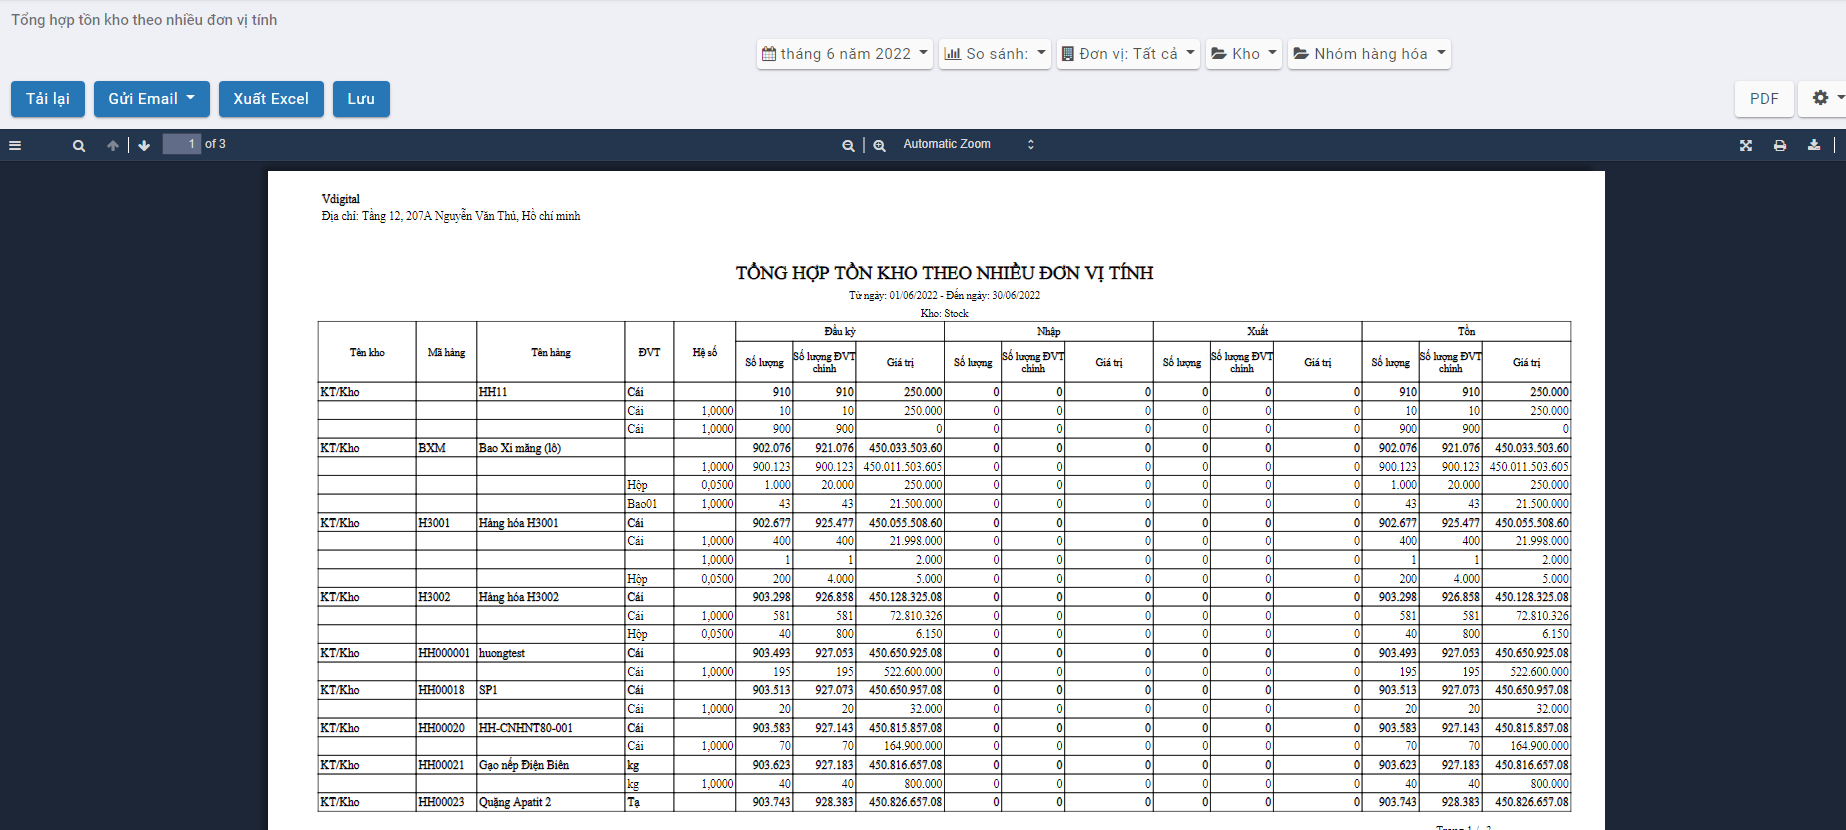 Tổng hợp tồn kho theo nhiều đơn vị tính
tháng 6 năm 2022 So sánh: Đơn vị: Tất cả Kho Nhóm hàng hóa
Tải lại Gửi Email Xuất Excel Lưu PDF
1 of 3 Automatic Zoom
Vdigital
Địa chỉ: Tầng 12, 207A Nguyễn Văn Thủ, Hồ chí minh
TỔNG HỢP TỒN KHO THEO NHIỀU ĐƠN VỊ TÍNH
Từ ngày: 01/06/2022 - Đến ngày: 30/06/2022
Kho: Stock
Tên kho Mã hàng Tên hàng ĐVT Hệ số Đầu kỳ Nhập Xuất Tồn
Số lượng Số lượng ĐVT chính Giá trị Số lượng Số lượng ĐVT chính Giá trị Số lượng Số lượng ĐVT chính Giá trị Số lượng Số lượng ĐVT chính Giá trị
KT/Kho HH11 Cái 910 910 250.000 0 0 0 0 0 0 910 910 250.000
Cái 1,0000 10 10 250.000 0 0 0 0 0 0 10 10 250.000
Cái 1,0000 900 900 0 0 0 0 0 0 0 900 900 0
KT/Kho BXM Bao Xi măng (lô) 902.076 921.076 450.033.503.60 0 0 0 0 0 0 902.076 921.076 450.033.503.60
1,0000 900.123 900.123 450.011.503.605 0 0 0 0 0 0 900.123 900.123 450.011.503.605
Hộp 0,0500 1.000 20.000 250.000 0 0 0 0 0 0 1.000 20.000 250.000
Bao01 1,0000 43 43 21.500.000 0 0 0 0 0 0 43 43 21.500.000
KT/Kho H3001 Hàng hóa H3001 Cái 902.677 925.477 450.055.508.60 0 0 0 0 0 0 902.677 925.477 450.055.508.60
Cái 1,0000 400 400 21.998.000 0 0 0 0 0 0 400 400 21.998.000
1,0000 1 1 2.000 0 0 0 0 0 0 1 1 2.000
Hộp 0,0500 200 4.000 5.000 0 0 0 0 0 0 200 4.000 5.000
KT/Kho H3002 Hàng hóa H3002 Cái 903.298 926.858 450.128.325.08 0 0 0 0 0 0 903.298 926.858 450.128.325.08
Cái 1,0000 581 581 72.810.326 0 0 0 0 0 0 581 581 72.810.326
Hộp 0,0500 40 800 6.150 0 0 0 0 0 0 40 800 6.150
KT/Kho HH000001 huongtest Cái 903.493 927.053 450.650.925.08 0 0 0 0 0 0 903.493 927.053 450.650.925.08
Cái 1,0000 195 195 522.600.000 0 0 0 0 0 0 195 195 522.600.000
KT/Kho HH00018 SP1 Cái 903.513 927.073 450.650.957.08 0 0 0 0 0 0 903.513 927.073 450.650.957.08
Cái 1,0000 20 20 32.000 0 0 0 0 0 0 20 20 32.000
KT/Kho HH00020 HH-CNHNT80-001 Cái 903.583 927.143 450.815.857.08 0 0 0 0 0 0 903.583 927.143 450.815.857.08
Cái 1,0000 70 70 164.900.000 0 0 0 0 0 0 70 70 164.900.000
KT/Kho HH00021 Gạo nếp Điện Biên kg 903.623 927.183 450.816.657.08 0 0 0 0 0 0 903.623 927.183 450.816.657.08
kg 1,0000 40 40 800.000 0 0 0 0 0 0 40 40 800.000
KT/Kho HH00023 Quặng Apatit 2 Tạ 903.743 928.383 450.826.657.08 0 0 0 0 0 0 903.743 928.383 450.826.657.08